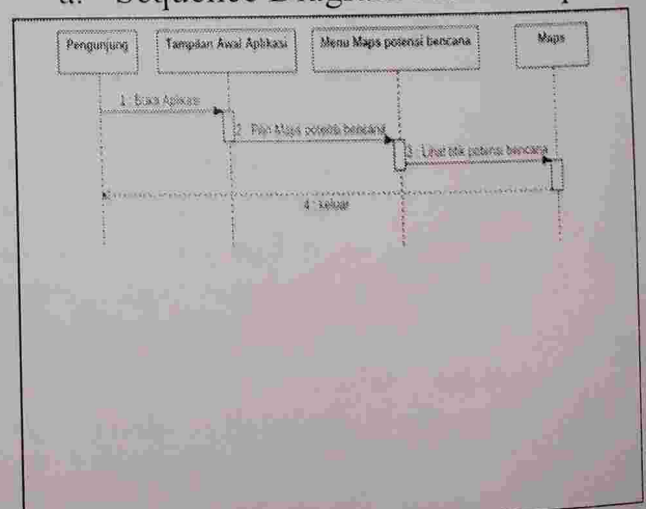 a. Sequence Diagram
Pengunjung
Tampilan Awal Aplikasi
Menu Maps potensi bencana
Maps
1 : Buka Aplikasi
2 : Pilih Maps potensi bencana
3 : Lihat titik potensi bencana
4 : keluar